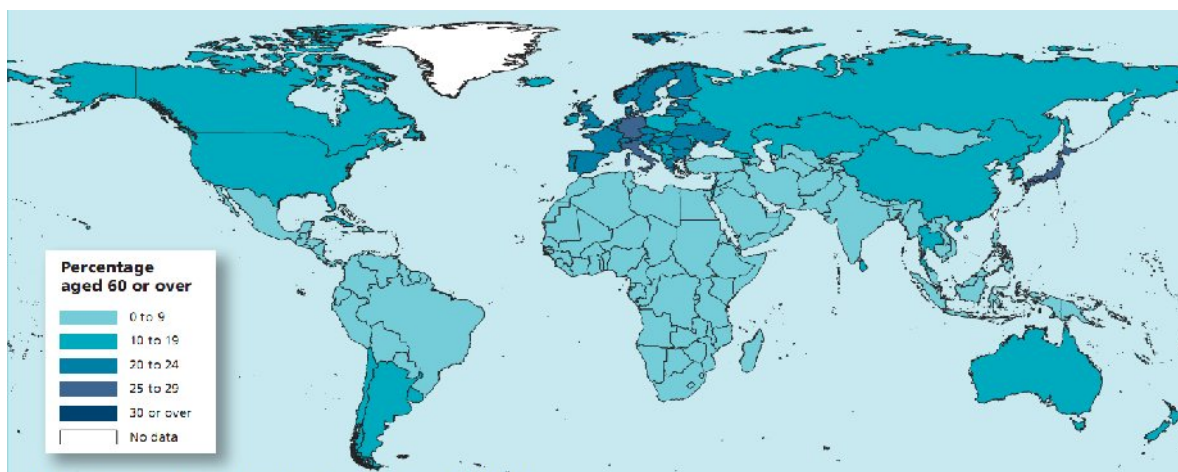 Percentage
aged 60 or over
0 to 9
10 to 19
20 to 24
25 to 29
30 or over
No data